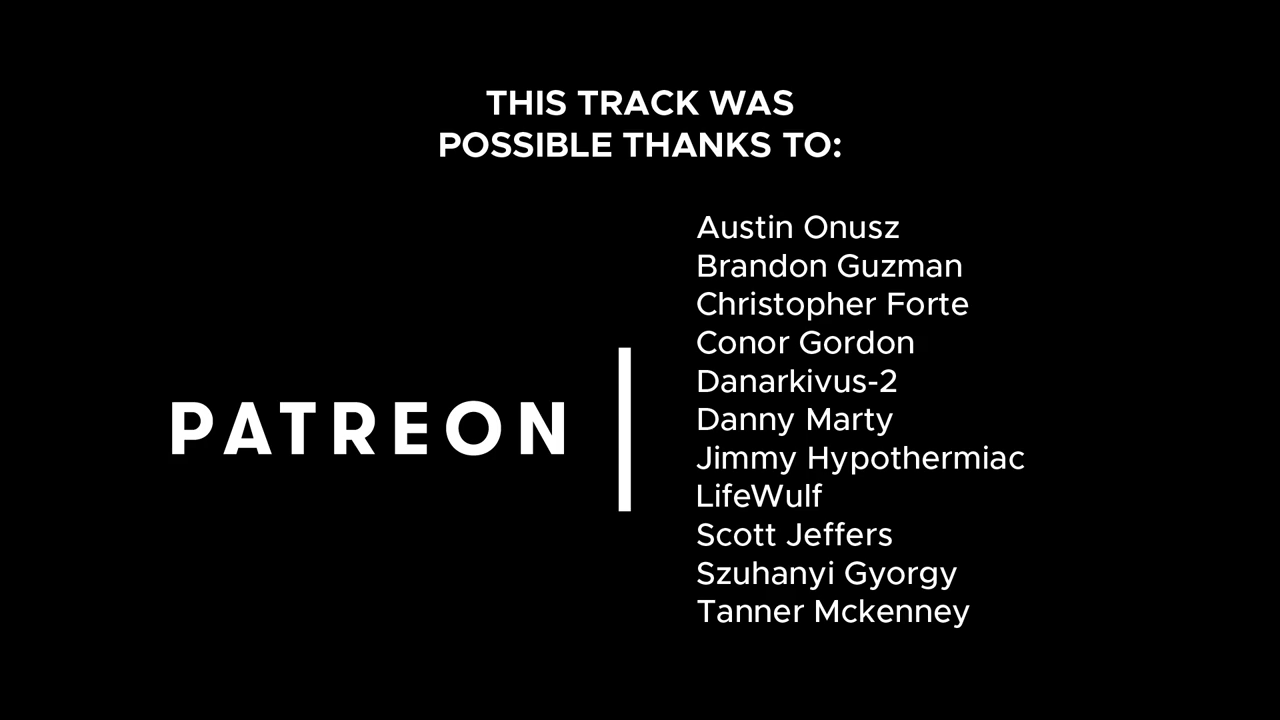 THIS TRACK WAS
POSSIBLE THANKS TO:
PATREON
Austin Onusz
Brandon Guzman
Christopher Forte
Conor Gordon
Danarkivus-2
Danny Marty
Jimmy Hypothermiac
LifeWulf
Scott Jeffers
Szuhanyi Gyorgy
Tanner Mckenney